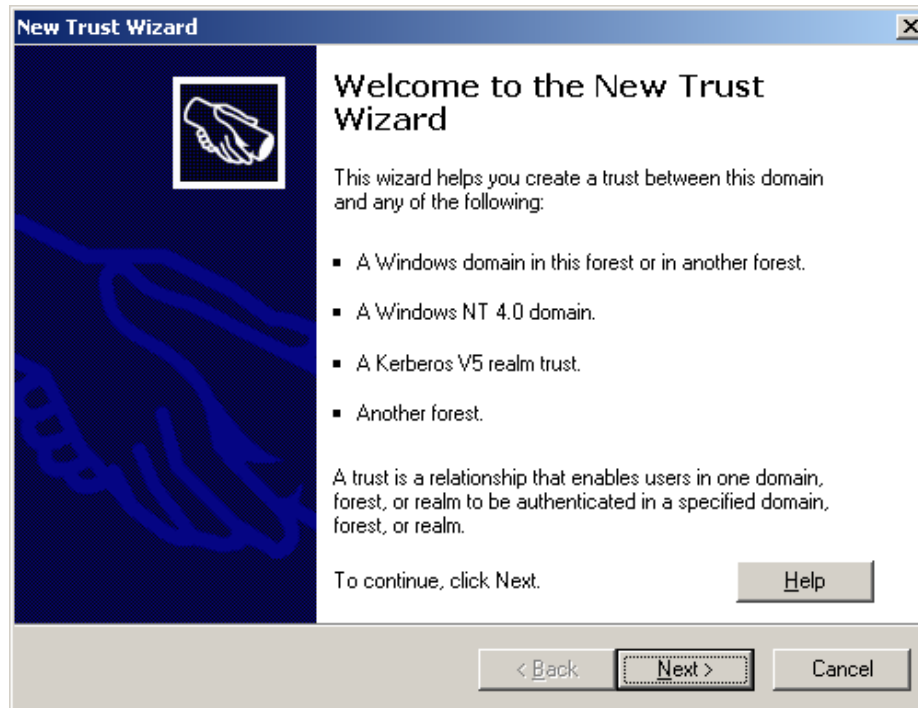 New Trust Wizard
Welcome to the New Trust
Wizard
This wizard helps you create a trust between this domain
and any of the following:
▪ A Windows domain in this forest or in another forest.
▪ A Windows NT 4.0 domain.
▪ A Kerberos V5 realm trust.
▪ Another forest.
A trust is a relationship that enables users in one domain,
forest, or realm to be authenticated in a specified domain,
forest, or realm.
To continue, click Next.
Help
< Back
Next >
Cancel